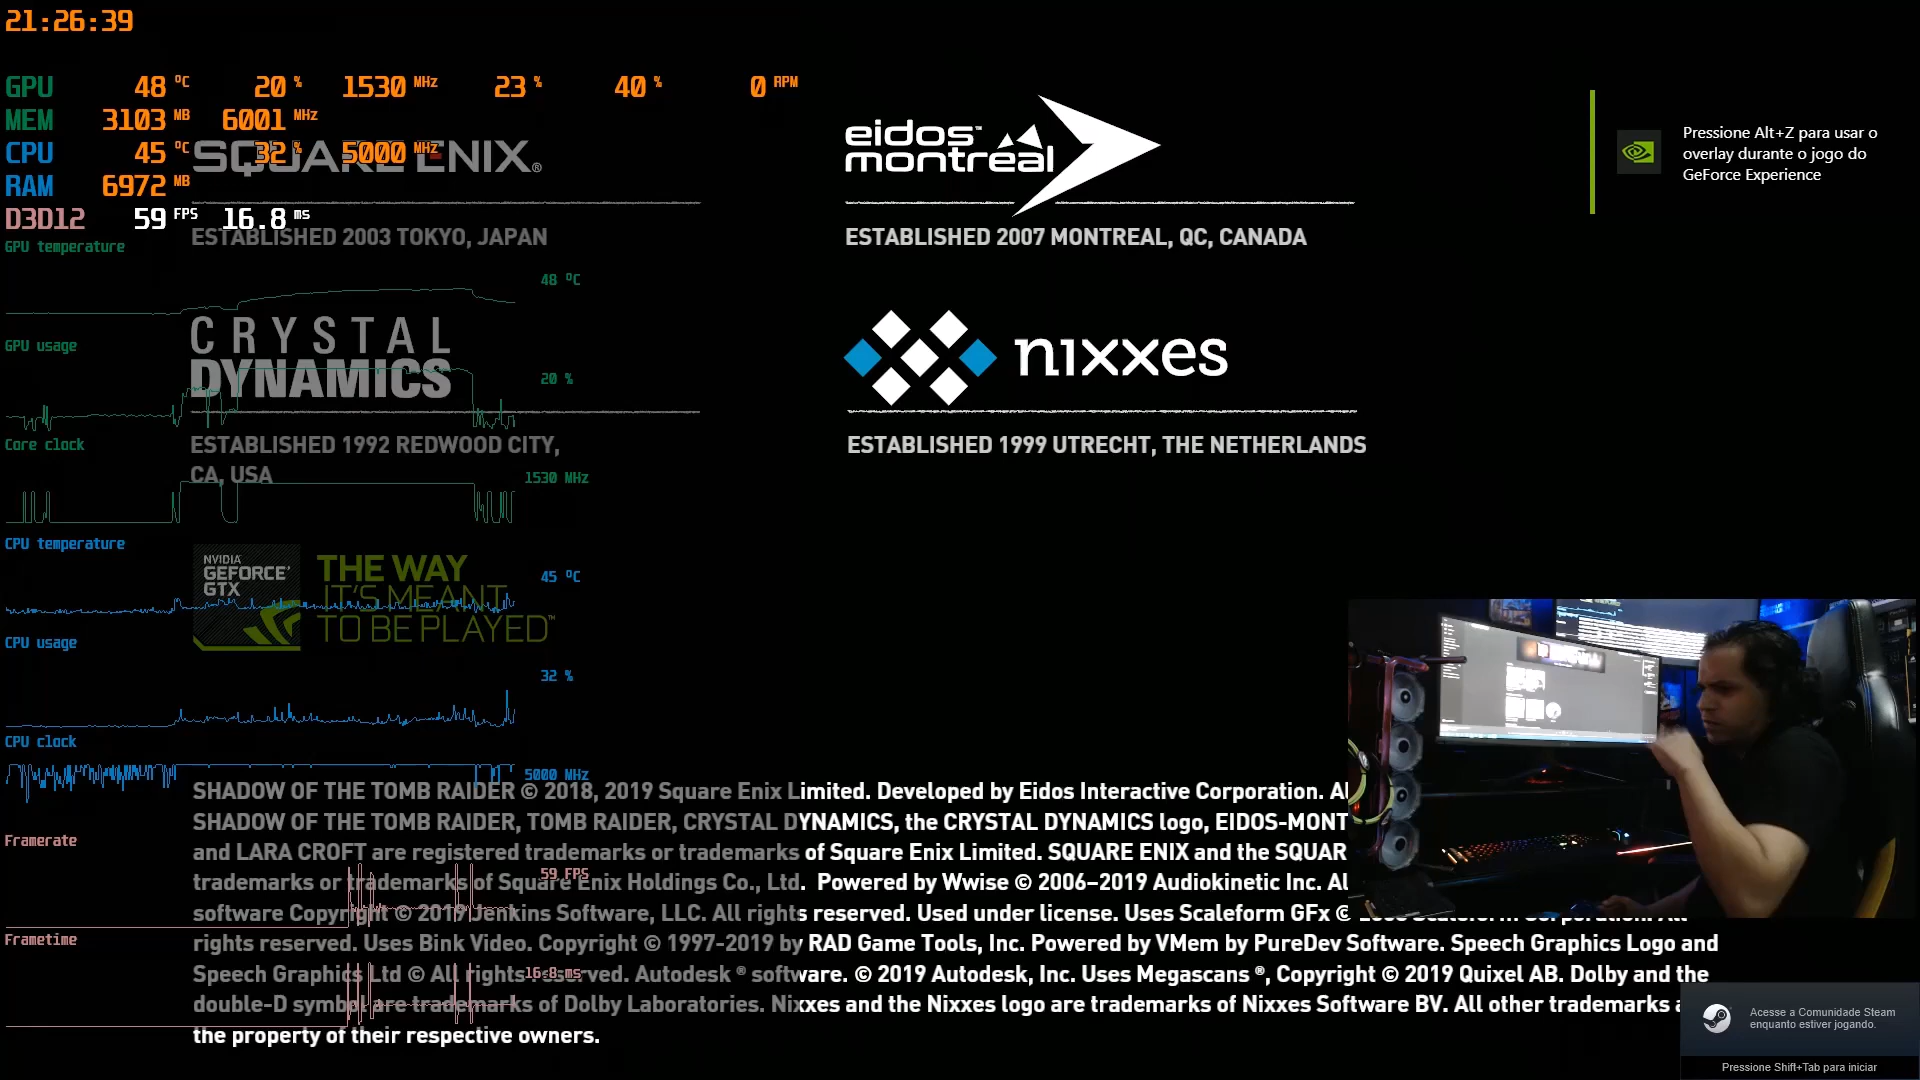 21:26:39
GPU 48 °C 20 % 1530 MHz 23 % 40 % 0 RPM
MEM 3103 MB 6001 MHz
CPU 45 °C 32 % 5000 MHz
RAM 6972 MB
D3D12 59 FPS 16.8 ms
SQUARE ENIX®
ESTABLISHED 2003 TOKYO, JAPAN
eidos™
montréal
ESTABLISHED 2007 MONTREAL, QC, CANADA
Pressione Alt+Z para usar o
overlay durante o jogo do
GeForce Experience
GPU temperature
48 °C
CRYSTAL
DYNAMICS
ESTABLISHED 1992 REDWOOD CITY,
CA, USA
nixxes
ESTABLISHED 1999 UTRECHT, THE NETHERLANDS
GPU usage
20 %
Core clock
1530 MHz
CPU temperature
45 °C
NVIDIA
GEFORCE®
GTX
THE WAY
IT'S MEANT
TO BE PLAYED™
CPU usage
32 %
CPU clock
5000 MHz
SHADOW OF THE TOMB RAIDER © 2018, 2019 Square Enix Limited. Developed by Eidos Interactive Corporation.
SHADOW OF THE TOMB RAIDER, TOMB RAIDER, CRYSTAL DYNAMICS, the CRYSTAL DYNAMICS logo, EIDOS-MONT
and LARA CROFT are registered trademarks or trademarks of Square Enix Limited. SQUARE ENIX and the SQUAR
trademarks or trademarks of Square Enix Holdings Co., Ltd. Powered by Wwise © 2006–2019 Audiokinetic Inc.
software Copyright © 2019 Jenkins Software, LLC. All rights reserved. Used under license. Uses Scaleform GFx ©
rights reserved. Uses Bink Video. Copyright © 1997-2019 by RAD Game Tools, Inc. Powered by VMem by PureDev Software. Speech Graphics Logo and
Speech Graphics Ltd © All rights reserved. Autodesk ® software. © 2019 Autodesk, Inc. Uses Megascans ®, Copyright © 2019 Quixel AB. Dolby and the
double-D symbol are trademarks of Dolby Laboratories. Nixxes and the Nixxes logo are trademarks of Nixxes Software BV. All other trademarks
the property of their respective owners.
Framerate
59 FPS
Frametime
16.8 ms
Acesse a Comunidade Steam
enquanto estiver jogando.
Pressione Shift+Tab para iniciar